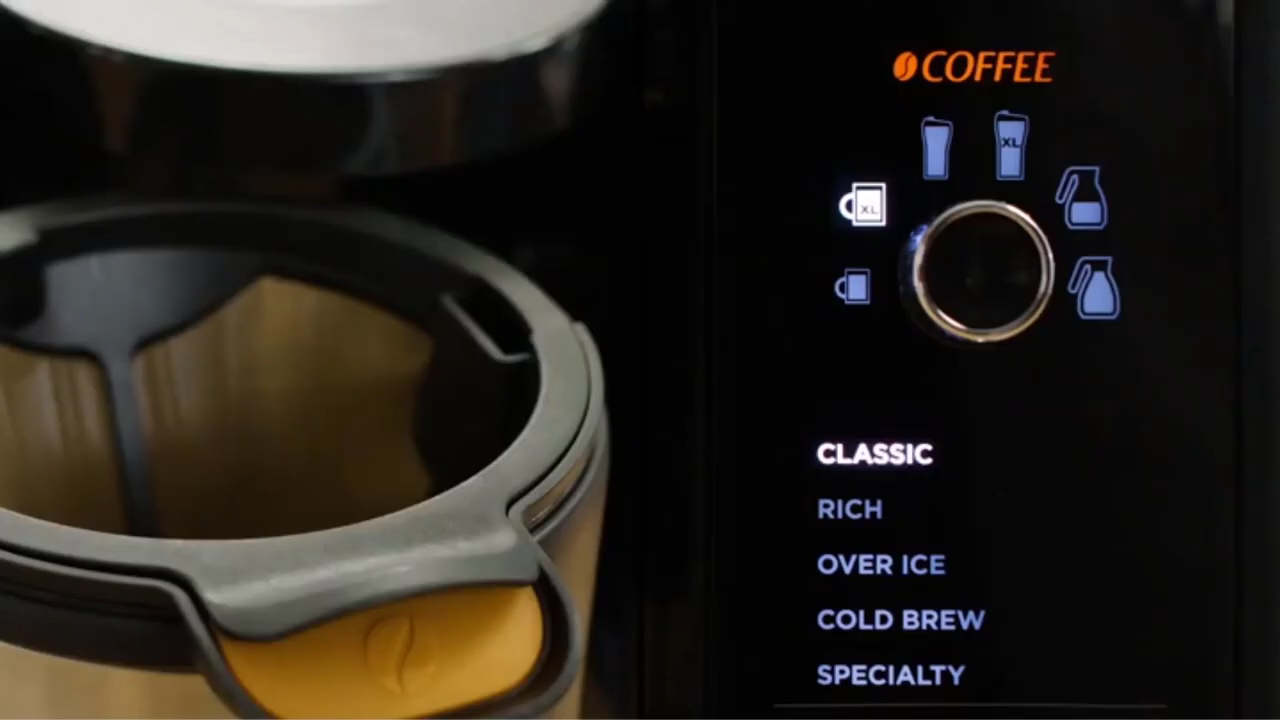 COFFEE
XL
XL
CLASSIC
RICH
OVER ICE
COLD BREW
SPECIALTY